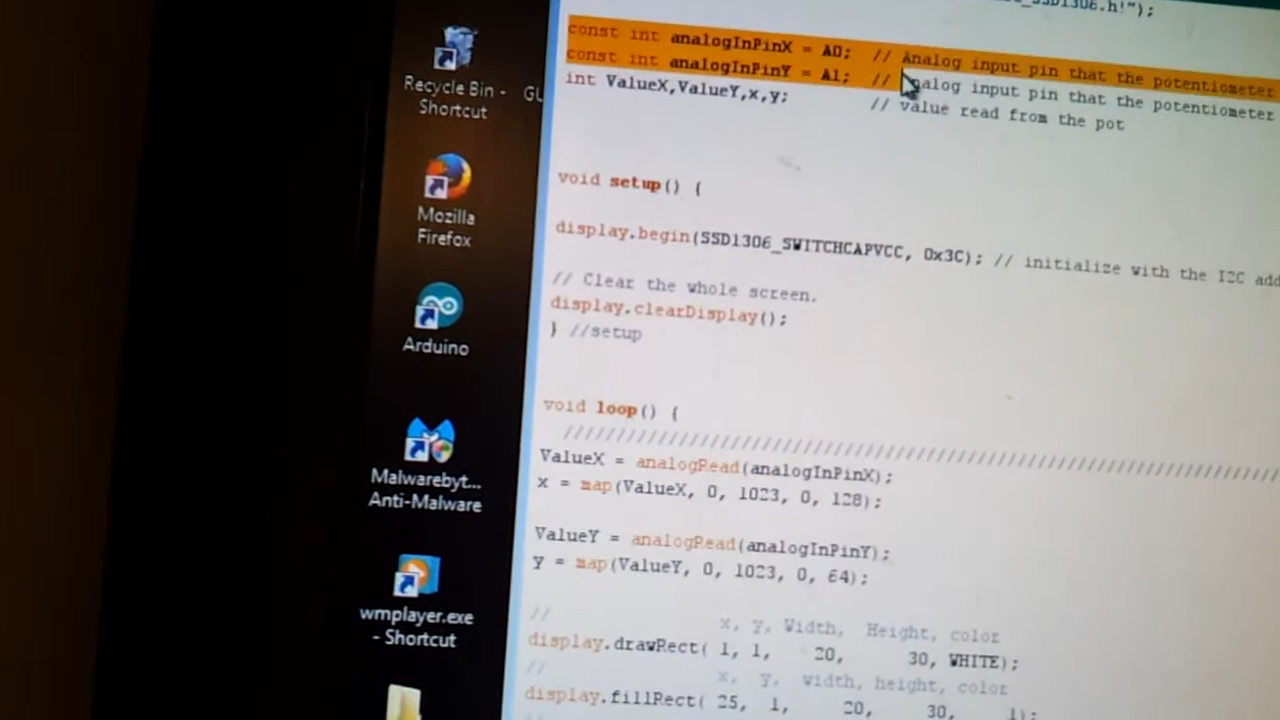 Recycle Bin -
Shortcut
Mozilla
Firefox
Arduino
Malwareby t...
Anti-Malware
wmplayer.exe
- Shortcut
SSD1306.h!");
const int analogInPinX = A0; // Analog input pin that the potentiometer
const int analogInPinY = A1; // analog input pin that the potentiometer
int ValueX,ValueY,x,y; // value read from the pot
void setup() {
display.begin(SSD1306_SWITCHCAPVCC, 0x3C); // initialize with the I2C add
// Clear the whole screen.
display.clearDisplay();
} //setup
void loop() {
////////////////////////////////////////////////////////////////////////
ValueX = analogRead(analogInPinX);
x = map(ValueX, 0, 1023, 0, 128);
ValueY = analogRead(analogInPinY);
y = map(ValueY, 0, 1023, 0, 64);
// x, y, Width, Height, color
display.drawRect( 1, 1, 20, 30, WHITE);
// x, y, width, height, color
display.fillRect( 25, 1, 20, 30, 1);